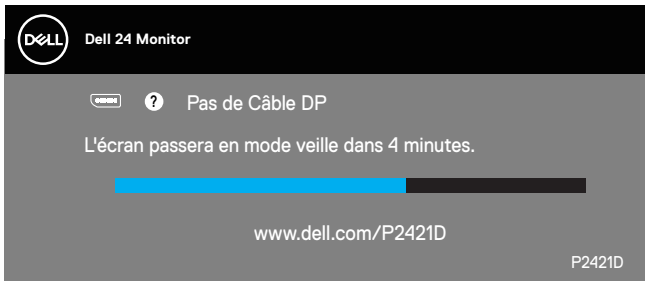 DELL
Dell 24 Monitor
? Pas de Câble DP
L'écran passera en mode veille dans 4 minutes.
www.dell.com/P2421D
P2421D